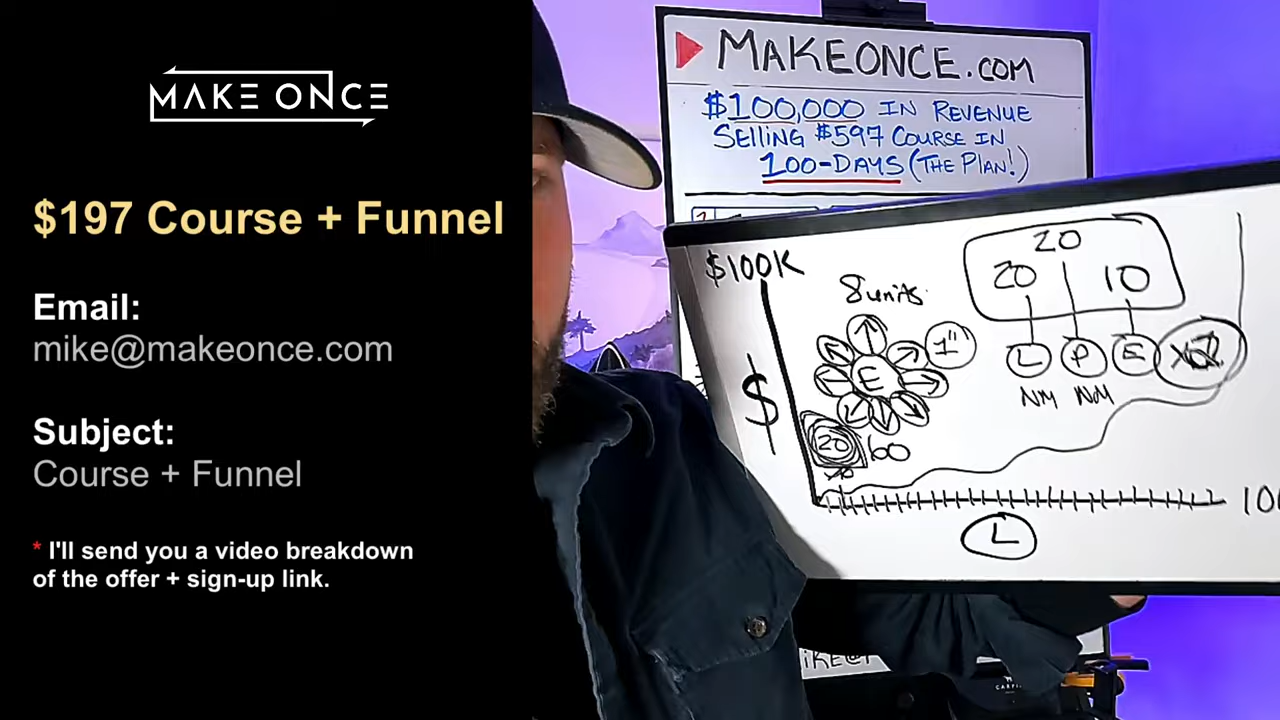 MAKE ONCE
$197 Course + Funnel
Email:
mike@makeonce.com
Subject:
Course + Funnel
* I'll send you a video breakdown
of the offer + sign-up link.
MAKEONCE.COM
$100,000 IN REVENUE
SELLING $597 COURSE IN
100-DAYS (THE PLAN!)
$100K
8 units
20
20 10
1"
E
L P E
NM NM
$
20 60
L